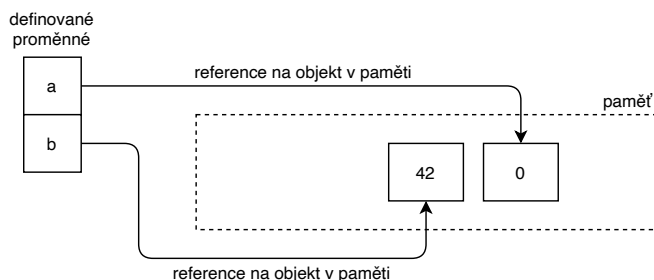 definované
proměnné
a
reference na objekt v paměti
paměť
b
42
0
reference na objekt v paměti